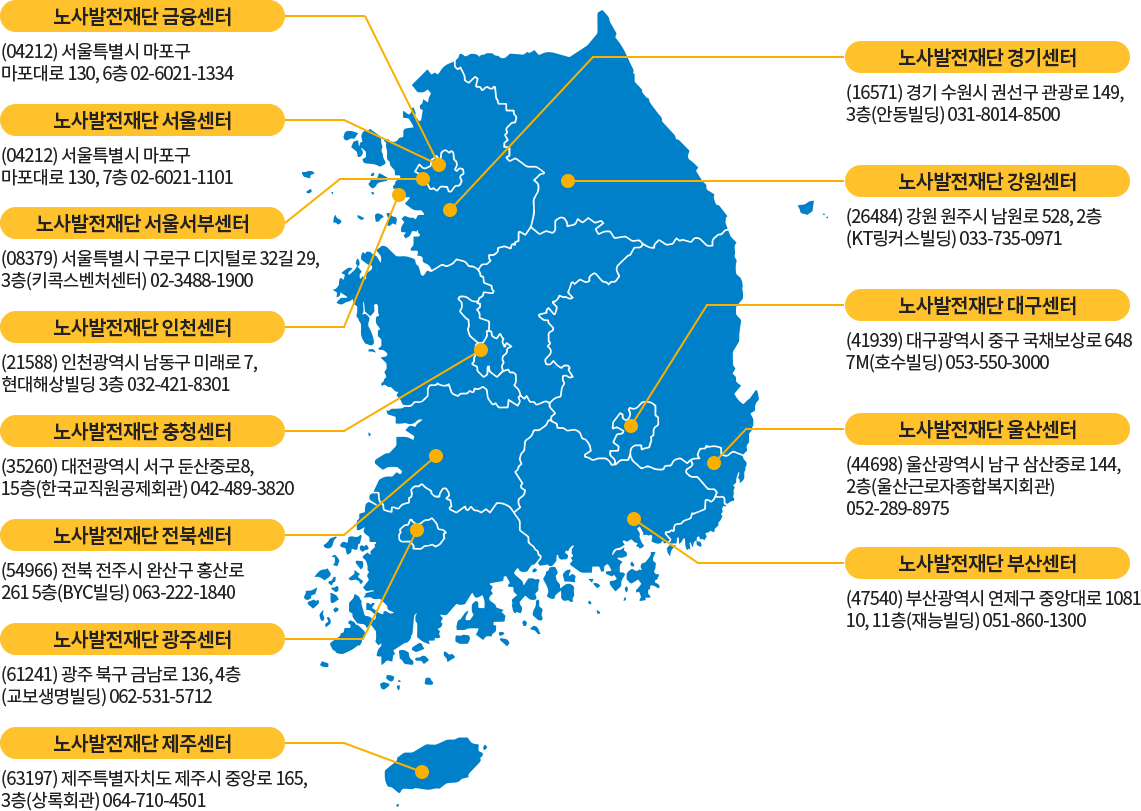 노사발전재단 금융센터
(04212) 서울특별시 마포구
마포대로 130, 6층 02-6021-1334
노사발전재단 서울센터
(04212) 서울특별시 마포구
마포대로 130, 7층 02-6021-1101
노사발전재단 서울서부센터
(08379) 서울특별시 구로구 디지털로 32길 29,
3층(키콕스벤처센터) 02-3488-1900
노사발전재단 인천센터
(21588) 인천광역시 남동구 미래로 7,
현대해상빌딩 3층 032-421-8301
노사발전재단 충청센터
(35260) 대전광역시 서구 둔산중로8,
15층(한국교직원공제회관) 042-489-3820
노사발전재단 전북센터
(54966) 전북 전주시 완산구 홍산로
261 5층(BYC빌딩) 063-222-1840
노사발전재단 광주센터
(61241) 광주 북구 금남로 136, 4층
(교보생명빌딩) 062-531-5712
노사발전재단 제주센터
(63197) 제주특별자치도 제주시 중앙로 165,
3층(상록회관) 064-710-4501
노사발전재단 경기센터
(16571) 경기 수원시 권선구 관광로 149,
3층(안동빌딩) 031-8014-8500
노사발전재단 강원센터
(26484) 강원 원주시 남원로 528, 2층
(KT링커스빌딩) 033-735-0971
노사발전재단 대구센터
(41939) 대구광역시 중구 국채보상로 648
7M(호수빌딩) 053-550-3000
노사발전재단 울산센터
(44698) 울산광역시 남구 삼산중로 144,
2층(울산근로자종합복지회관)
052-289-8975
노사발전재단 부산센터
(47540) 부산광역시 연제구 중앙대로 1081
10, 11층(재능빌딩) 051-860-1300